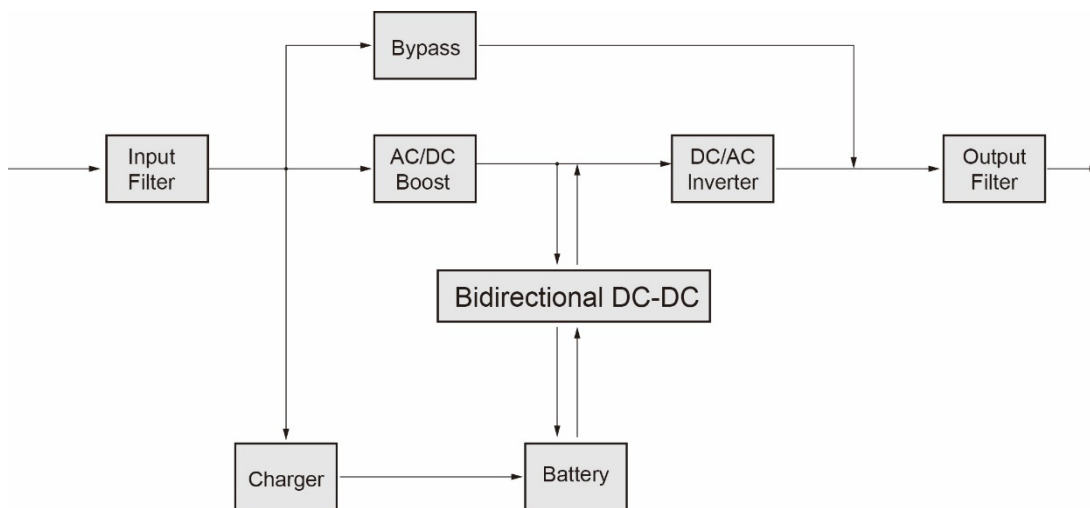 Bypass
Input
Filter
AC/DC
Boost
DC/AC
Inverter
Output
Filter
Bidirectional DC-DC
Charger
Battery